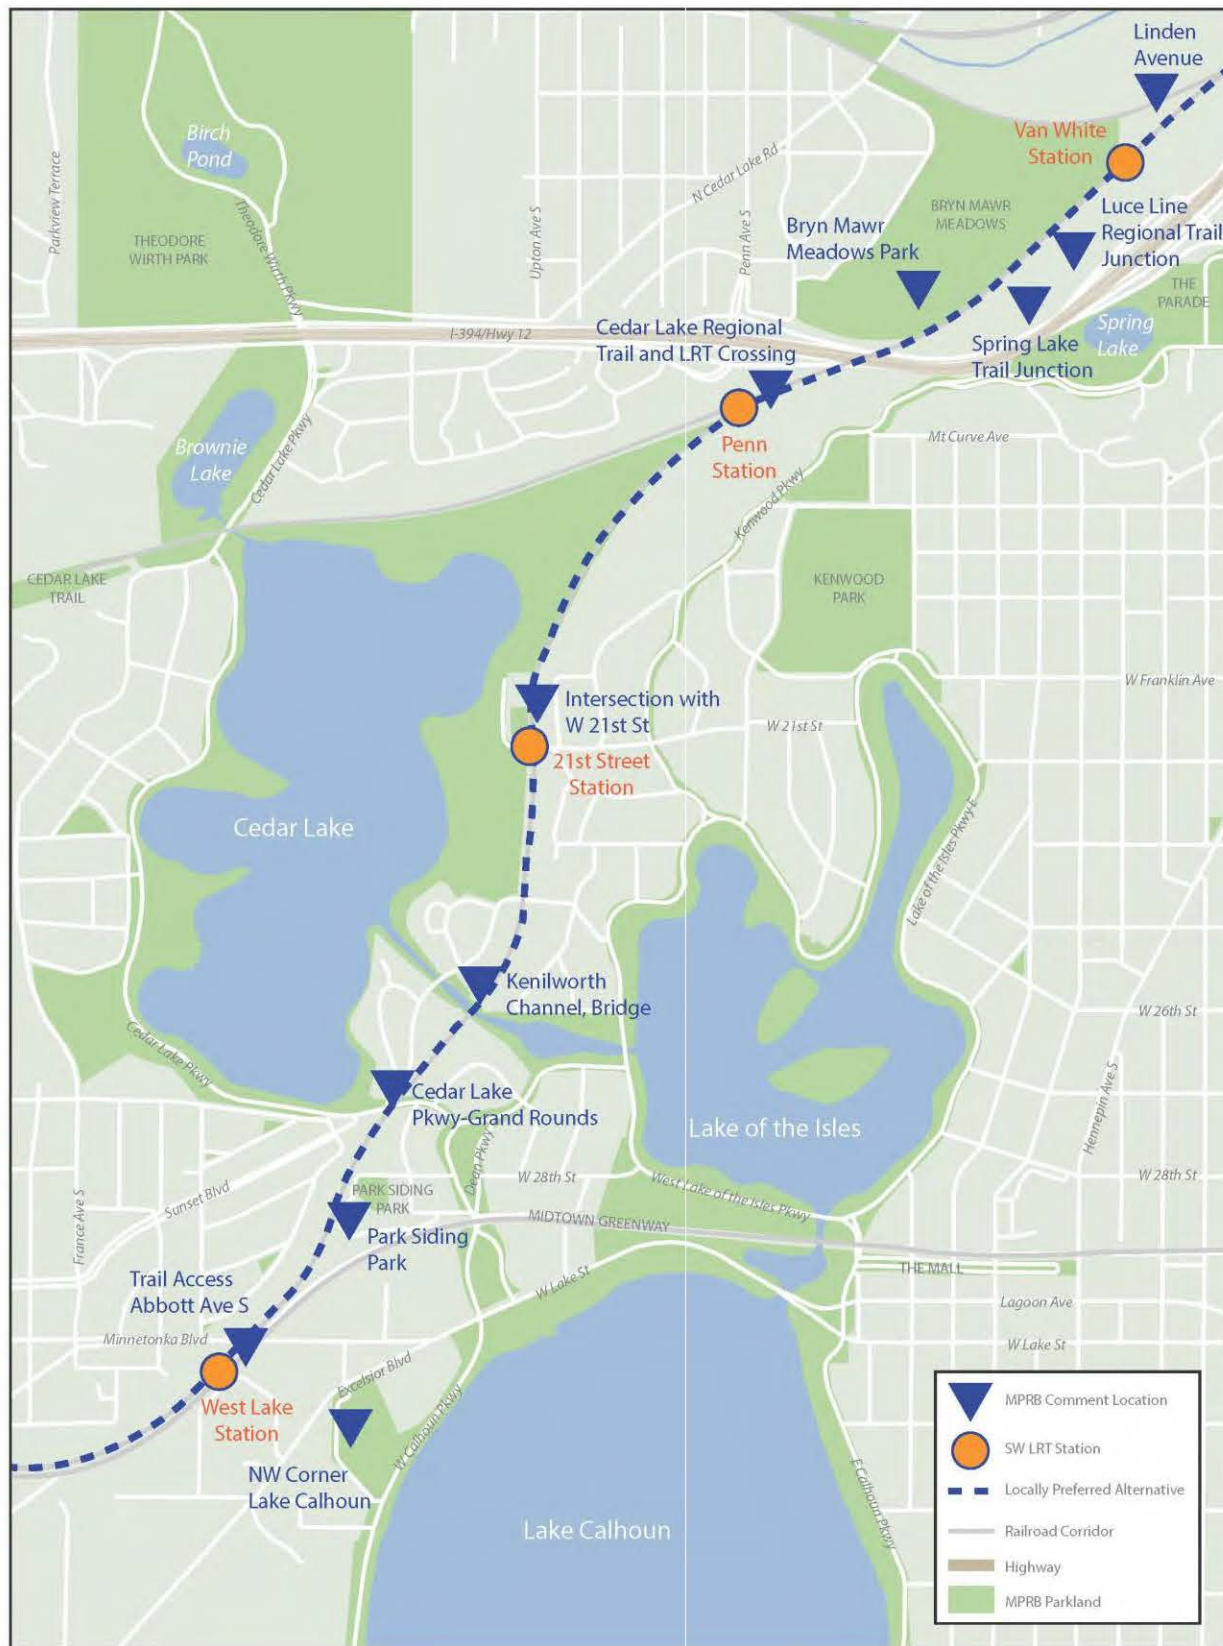 Linden
Avenue
Van White
Station
Birch
Pond
Parkview Terrace
N Cedar Lake Rd
Upton Ave S
Penn Ave S
Theodore Wirth Pkwy
THEODORE
WIRTH PARK
BRYN MAWR
MEADOWS
Bryn Mawr
Meadows Park
Luce Line
Regional Trail
Junction
THE
PARADE
Spring
Lake
Spring Lake
Trail Junction
I-394/Hwy 12
Cedar Lake Regional
Trail and LRT Crossing
Penn
Station
Mt Curve Ave
Brownie
Lake
Cedar Lake Pkwy
Kenwood Pkwy
CEDAR LAKE
TRAIL
KENWOOD
PARK
W Franklin Ave
Intersection with
W 21st St
W 21st St
21st Street
Station
Cedar Lake
Lake of the Isles Pkwy E
Kenilworth
Channel, Bridge
W 26th St
Cedar Lake Pkwy
Cedar Lake
Pkwy-Grand Rounds
Hennepin Ave S
Lake of the Isles
Dean Pkwy
W 28th St
W 28th St
West Lake of the Isles Pkwy
France Ave S
Sunset Blvd
PARK SIDING
PARK
MIDTOWN GREENWAY
Park Siding
Park
THE MALL
Trail Access
Abbott Ave S
W Lake St
Lagoon Ave
Minnetonka Blvd
W Lake St
Excelsior Blvd
West Lake
Station
W Calhoun Pkwy
NW Corner
Lake Calhoun
Lake Calhoun
E Calhoun Pkwy
MPRB Comment Location
SW LRT Station
Locally Preferred Alternative
Railroad Corridor
Highway
MPRB Parkland